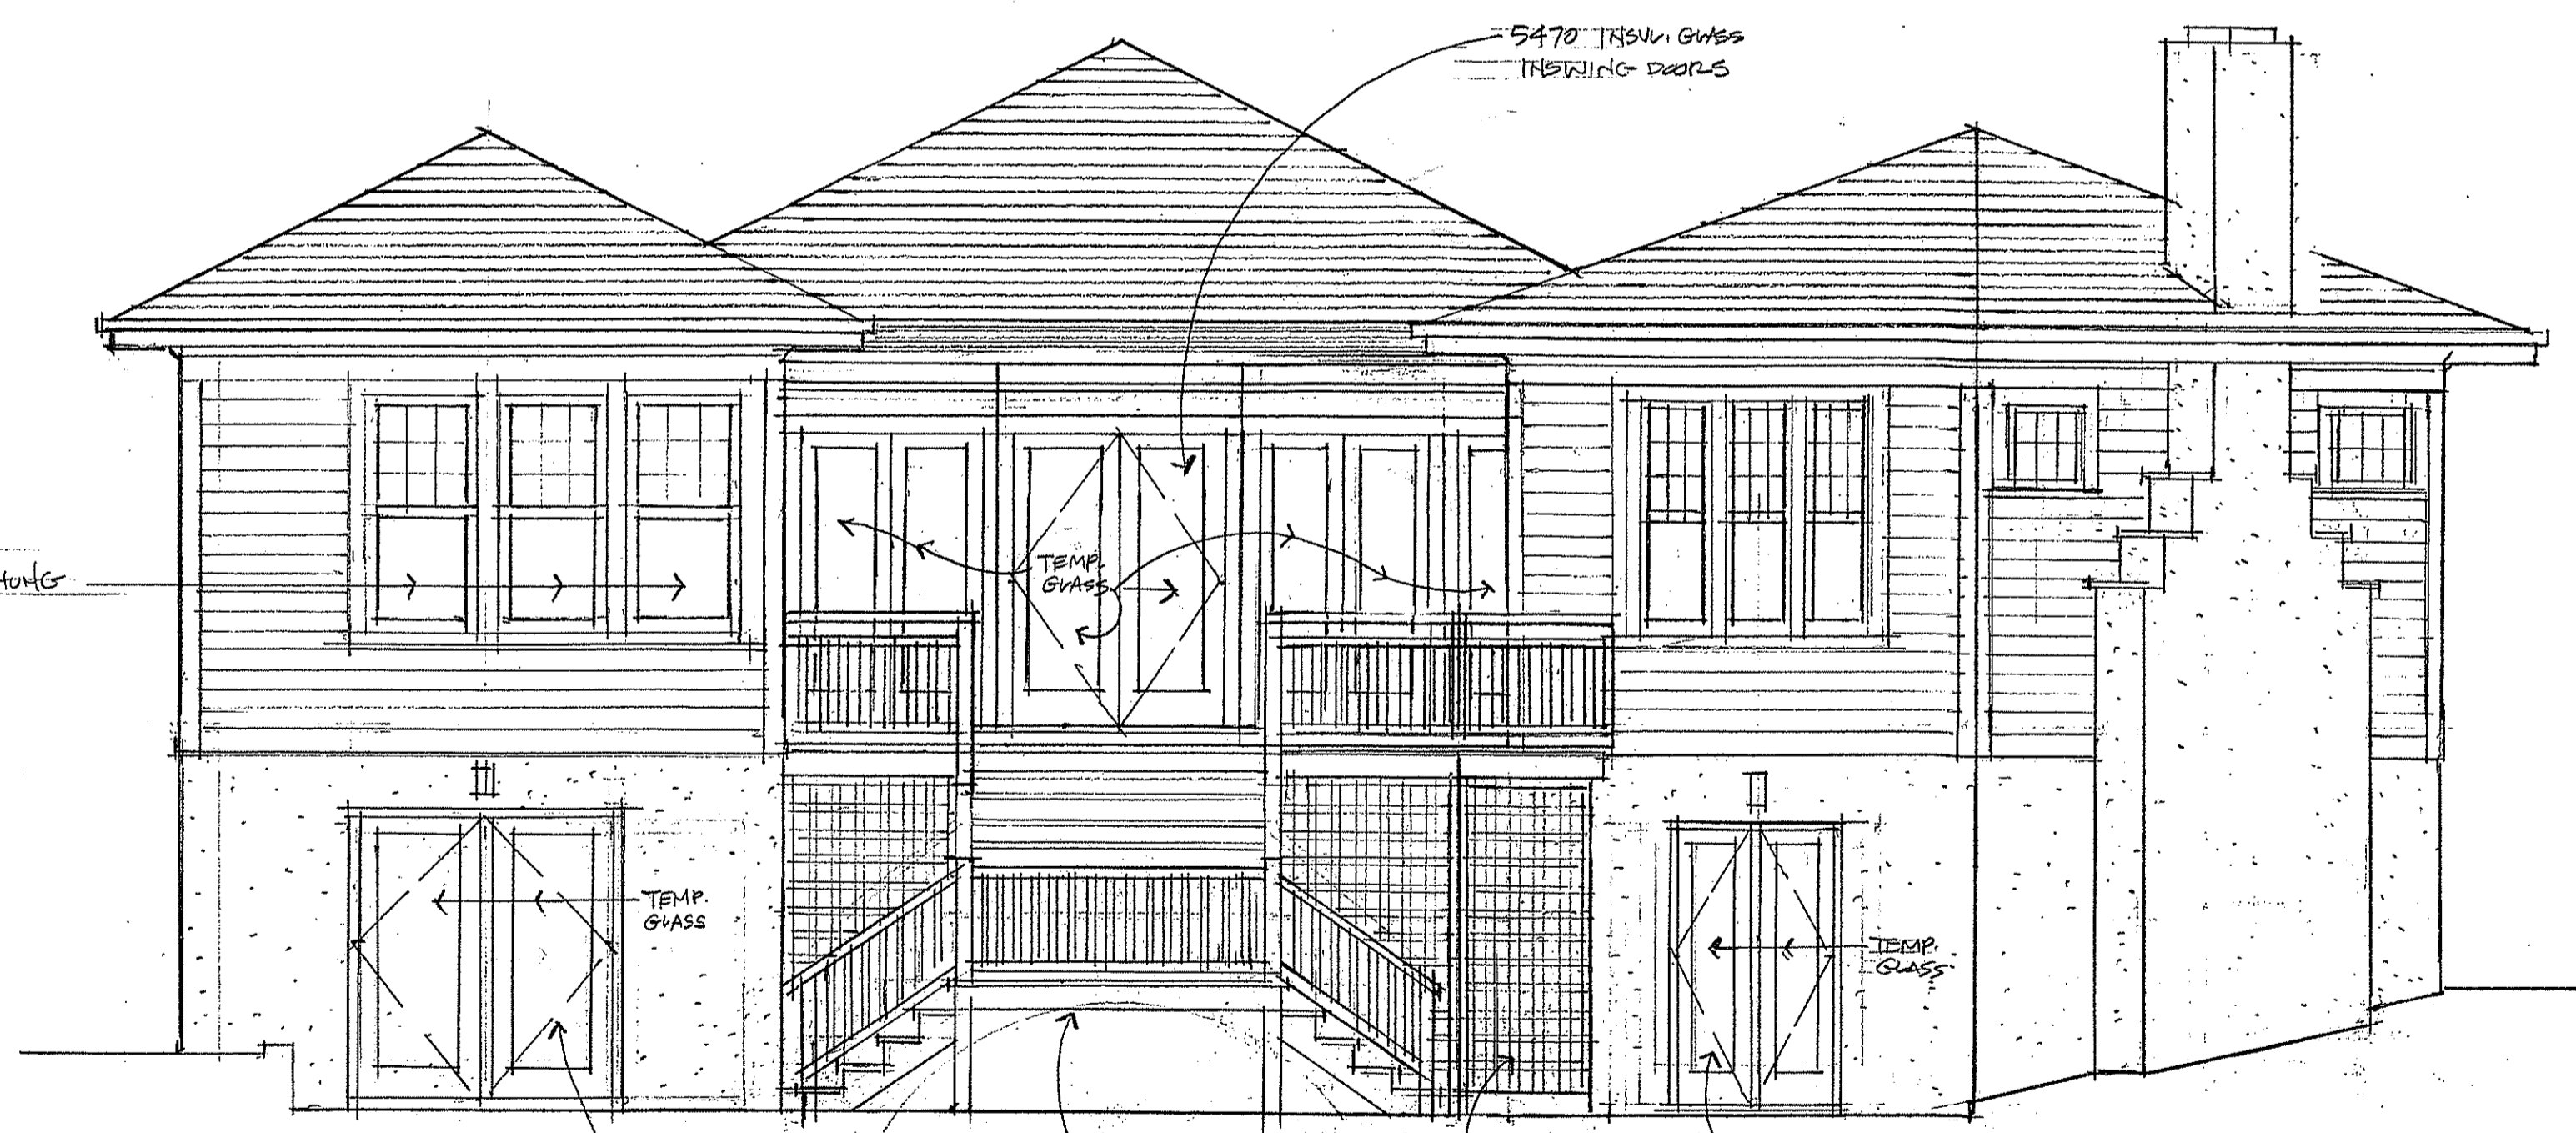 5470 INSUL. GLASS
INSWING DOORS
HUNG
TEMP.
GLASS
TEMP.
GLASS
TEMP.
GLASS